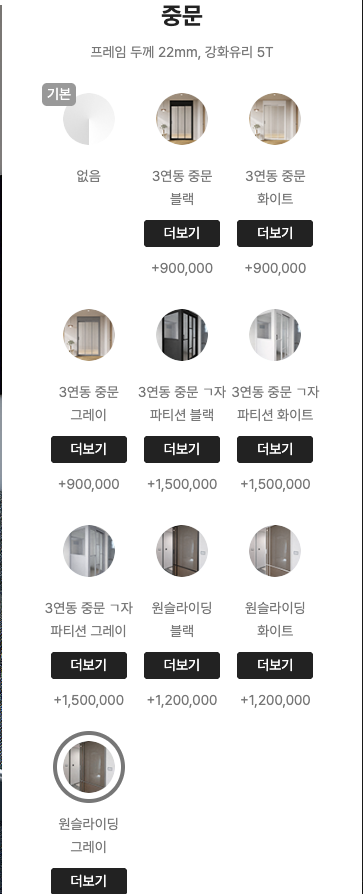 중문
프레임 두께 22mm, 강화유리 5T
기본
없음
3연동 중문
블랙
더보기
+900,000
3연동 중문
화이트
더보기
+900,000
3연동 중문
그레이
더보기
+900,000
3연동 중문 ㄱ자
파티션 블랙
더보기
+1,500,000
3연동 중문 ㄱ자
파티션 화이트
더보기
+1,500,000
3연동 중문 ㄱ자
파티션 그레이
더보기
+1,500,000
원슬라이딩
블랙
더보기
+1,200,000
원슬라이딩
화이트
더보기
+1,200,000
원슬라이딩
그레이
더보기